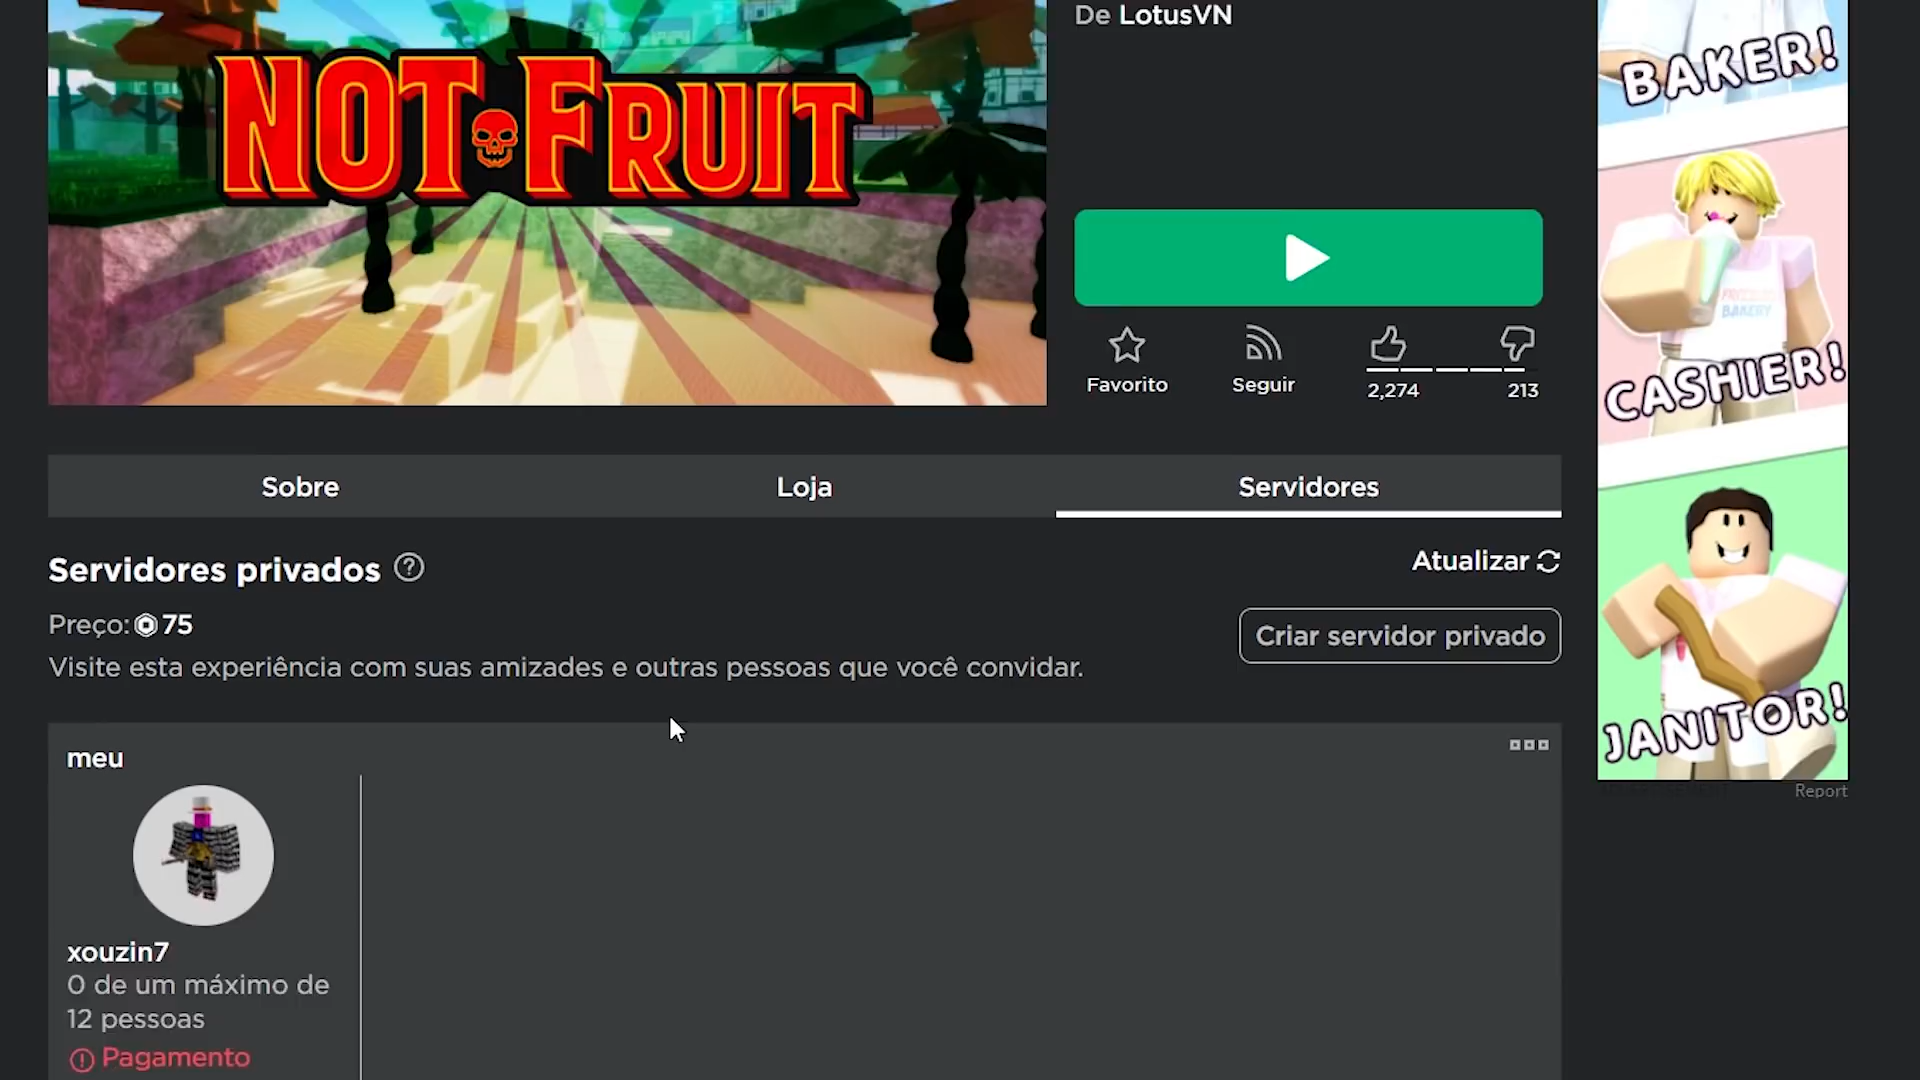 De LotusVN
NOT FRUIT
BAKER!
CASHIER!
JANITOR!
Favorito
Seguir
2,274
213
Sobre
Loja
Servidores
Servidores privados
Atualizar
Preço: 75
Criar servidor privado
Visite esta experiência com suas amizades e outras pessoas que você convidar.
meu
ADVERTISEMENT
Report
xouzin7
0 de um máximo de
12 pessoas
Pagamento